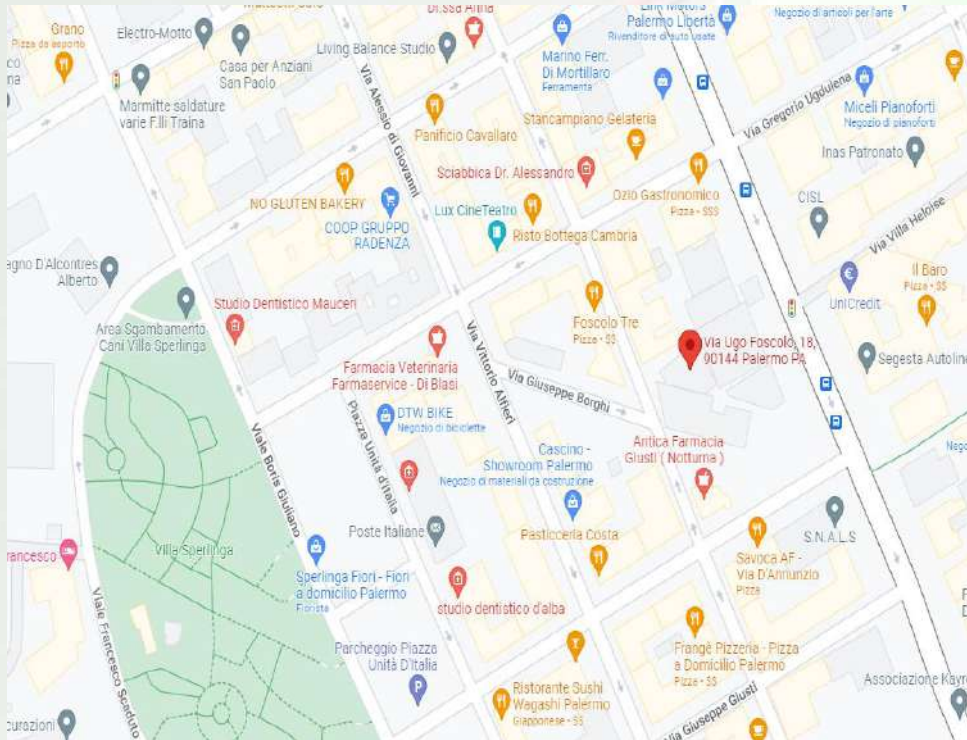 Grano
Pizza da asporto
Electro-Motto
Casa per Anziani
San Paolo
Marmitte saldature
varie F.lli Traina
Living Balance Studio
Dr.ssa Anna
Via Alessio di Giovanni
Panificio Cavallaro
Marino Ferr.
Di Mortillaro
Ferramenta
Palermo Libertà
Rivenditore di auto usate
Negozio di articoli per l'arte
Stancampiano Gelateria
Via Gregorio Ugdulena
Miceli Pianoforti
Negozio di pianoforti
Inas Patronato
Sciabbica Dr. Alessandro
Ozio Gastronomico
Pizza • $$$
CISL
Via Villa Heloise
NO GLUTEN BAKERY
COOP GRUPPO
RADENZA
Lux CineTeatro
Risto Bottega Cambria
agno D'Alcontres
Alberto
Area Sgambamento
Cani Villa Sperlinga
Studio Dentistico Mauceri
Foscolo Tre
Pizza • $$
UniCredit
Il Baro
Pizza • $$
Via Ugo Foscolo, 18,
90144 Palermo PA
Segesta Autoline
Farmacia Veterinaria
Farmaservice - Di Blasi
Via Vittorio Alfieri
Via Giuseppe Borghi
DTW BIKE
Negozio di biciclette
Piazza Unità d'Italia
Viale Boris Giuliano
Cascino -
Showroom Palermo
Negozio di materiali da costruzione
Antica Farmacia
Giusti ( Notturna )
Poste Italiane
Pasticceria Costa
S.N.A.L.S
Villa Sperlinga
rancesco
Sperlinga Fiori - Fiori
a domicilio Palermo
Fiorista
Savoca AF -
Via D'Annunzio
Pizza
studio dentistico d'alba
Viale Francesco Scaduto
Parcheggio Piazza
Unità D'Italia
P
Frangè Pizzeria - Pizza
a Domicilio Palermo
Pizza • $$
Ristorante Sushi
Wagashi Palermo
Giapponese • $$
Via Giuseppe Giusti
Associazione Kayro
curazioni